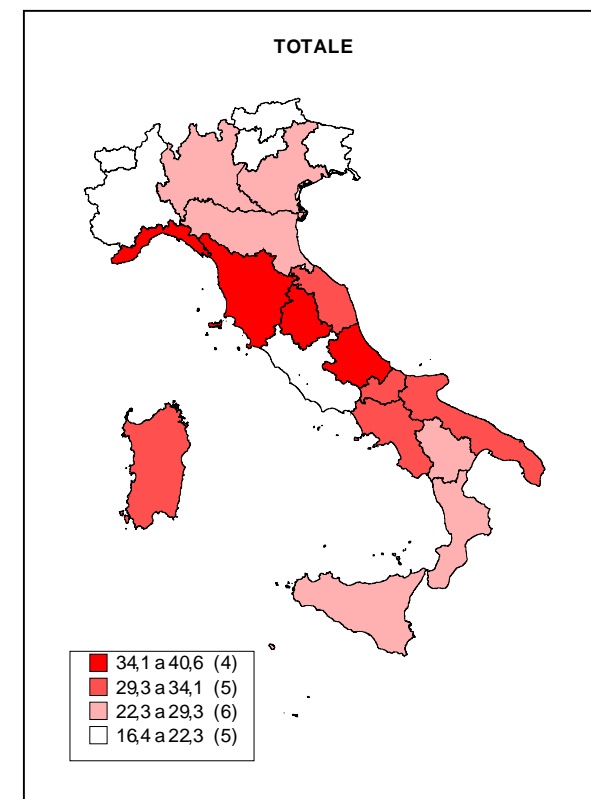 TOTALE
34,1 a 40,6 (4)
29,3 a 34,1 (5)
22,3 a 29,3 (6)
16,4 a 22,3 (5)